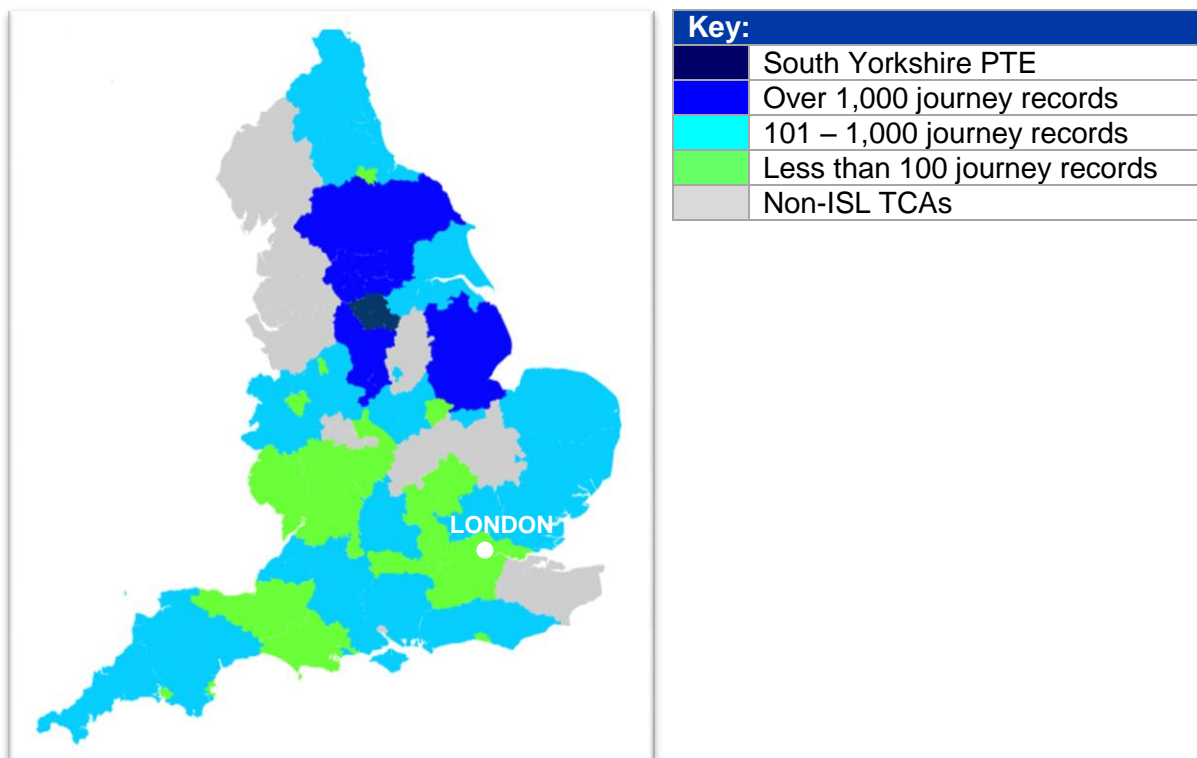 Key:
South Yorkshire PTE
Over 1,000 journey records
101 – 1,000 journey records
Less than 100 journey records
Non-ISL TCAs
LONDON